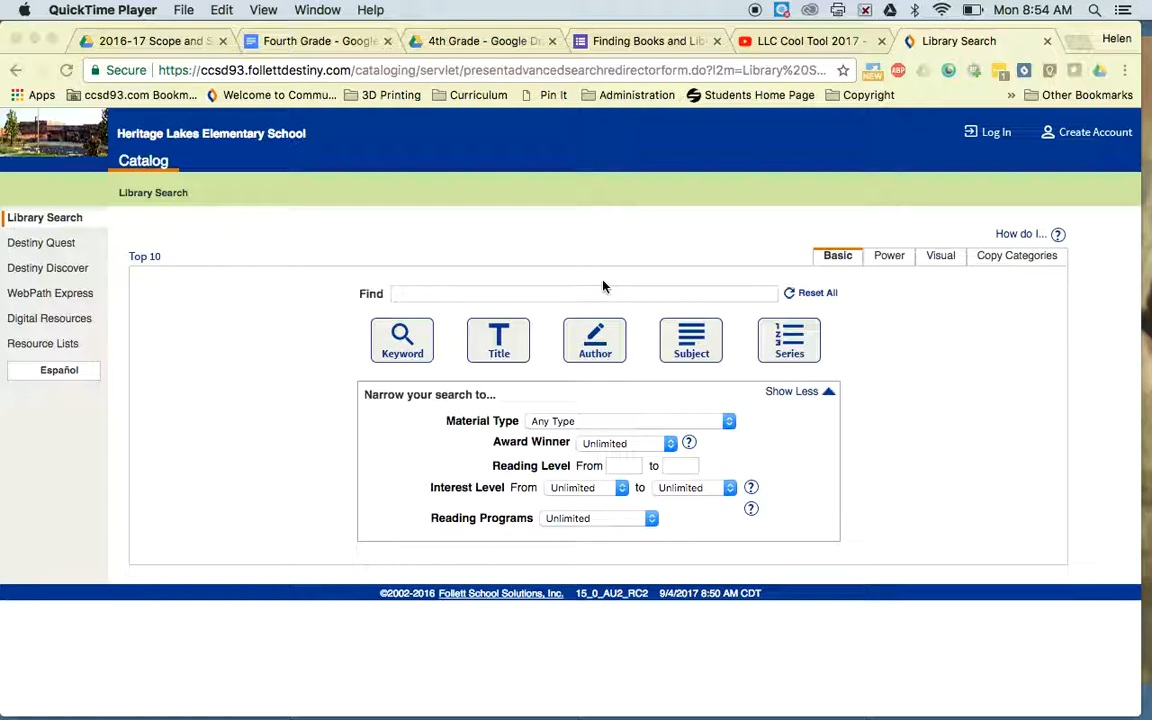 QuickTime Player File Edit View Window Help Mon 8:54 AM
2016-17 Scope and S Fourth Grade - Google 4th Grade - Google D Finding Books and Lib LLC Cool Tool 2017 - Library Search Helen
Secure https://ccsd93.follettdestiny.com/cataloging/servlet/presentadvancedsearchredirectorform.do?l2m=Library%20S... NEW ABP
Apps ccsd93.com Bookm... Welcome to Commu... 3D Printing Curriculum Pin It Administration Students Home Page Copyright » Other Bookmarks
Heritage Lakes Elementary School
Log In Create Account
Catalog
Library Search
Library Search
Destiny Quest
Destiny Discover
WebPath Express
Digital Resources
Resource Lists
Español
How do I... ?
Top 10
Basic Power Visual Copy Categories
Find Reset All
Keyword Title Author Subject Series
Narrow your search to... Show Less
Material Type Any Type
Award Winner Unlimited ?
Reading Level From to
Interest Level From Unlimited to Unlimited ?
?
Reading Programs Unlimited
©2002-2016 Follett School Solutions, Inc. 15_0_AU2_RC2 9/4/2017 8:50 AM CDT